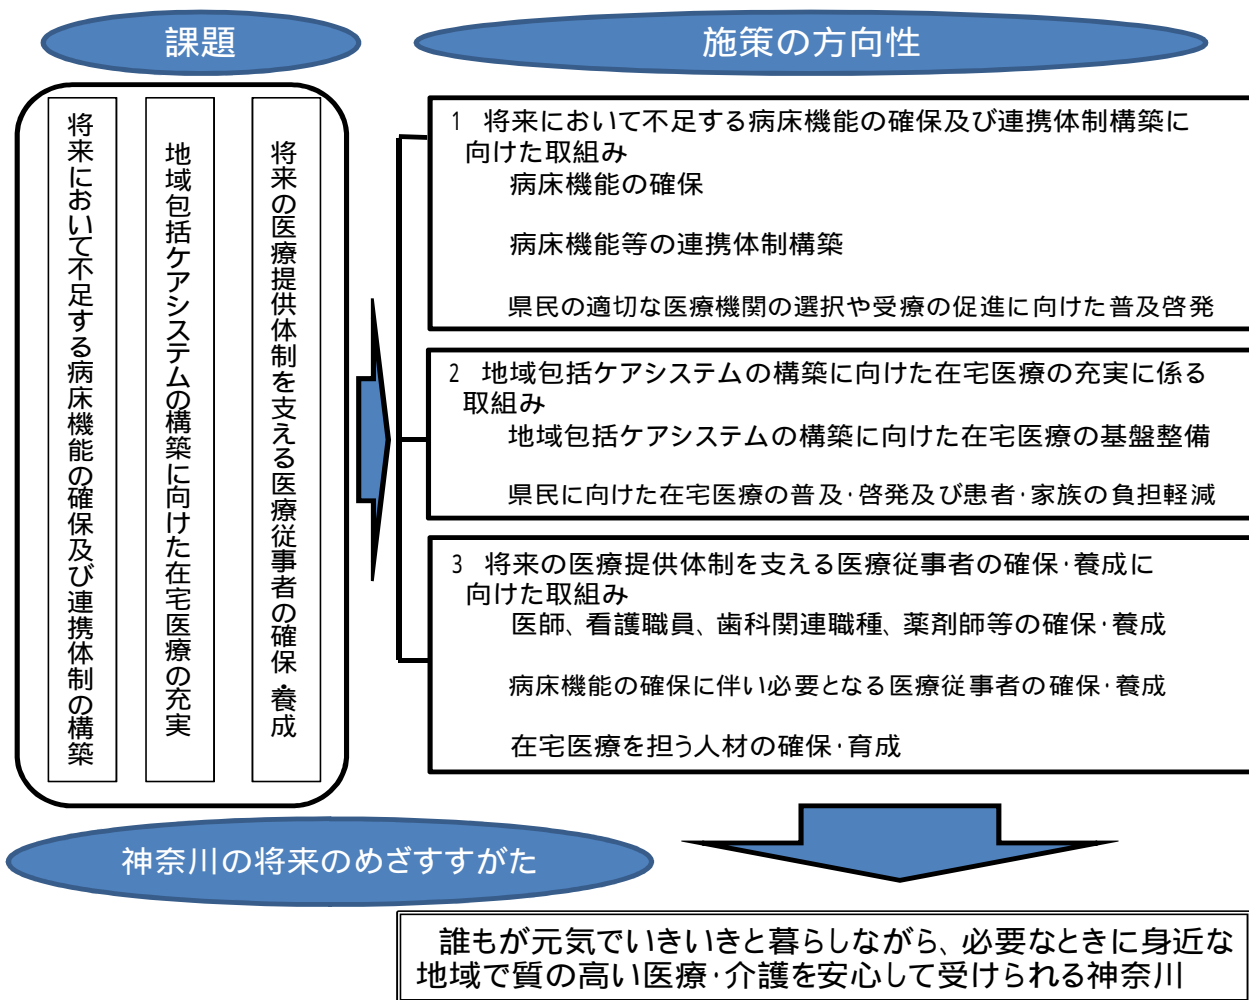 課題
施策の方向性
将来において不足する病床機能の確保及び連携体制の構築
地域包括ケアシステムの構築に向けた在宅医療の充実
将来の医療提供体制を支える医療従事者の確保・養成
1 将来において不足する病床機能の確保及び連携体制構築に
向けた取組み
病床機能の確保
病床機能等の連携体制構築
県民の適切な医療機関の選択や受療の促進に向けた普及啓発
2 地域包括ケアシステムの構築に向けた在宅医療の充実に係る
取組み
地域包括ケアシステムの構築に向けた在宅医療の基盤整備
県民に向けた在宅医療の普及・啓発及び患者・家族の負担軽減
3 将来の医療提供体制を支える医療従事者の確保・養成に
向けた取組み
医師、看護職員、歯科関連職種、薬剤師等の確保・養成
病床機能の確保に伴い必要となる医療従事者の確保・養成
在宅医療を担う人材の確保・育成
神奈川の将来のめざすすがた
誰もが元気でいきいきと暮らしながら、必要なときに身近な
地域で質の高い医療・介護を安心して受けられる神奈川